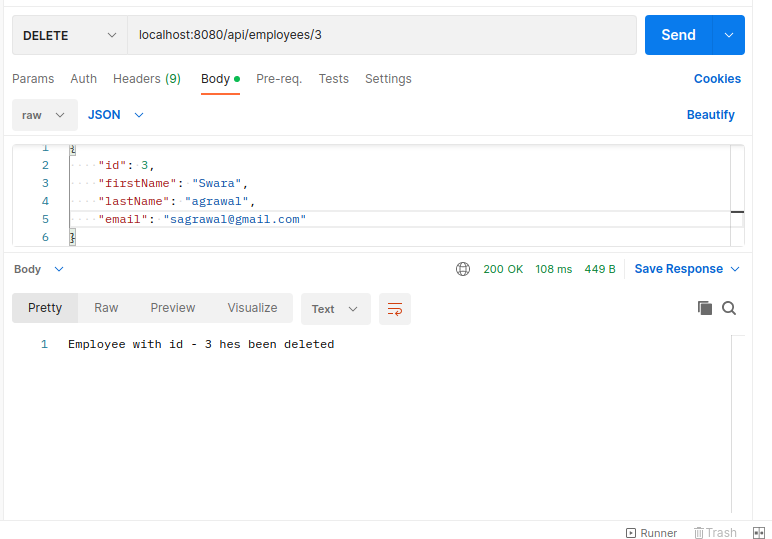 DELETE localhost:8080/api/employees/3 Send
Params Auth Headers (9) Body Pre-req. Tests Settings Cookies
raw JSON Beautify
1 {
2 "id": 3,
3 "firstName": "Swara",
4 "lastName": "agrawal",
5 "email": "sagrawal@gmail.com"
6 }
Body 200 OK 108 ms 449 B Save Response
Pretty Raw Preview Visualize Text
1 Employee with id - 3 hes been deleted
Runner Trash